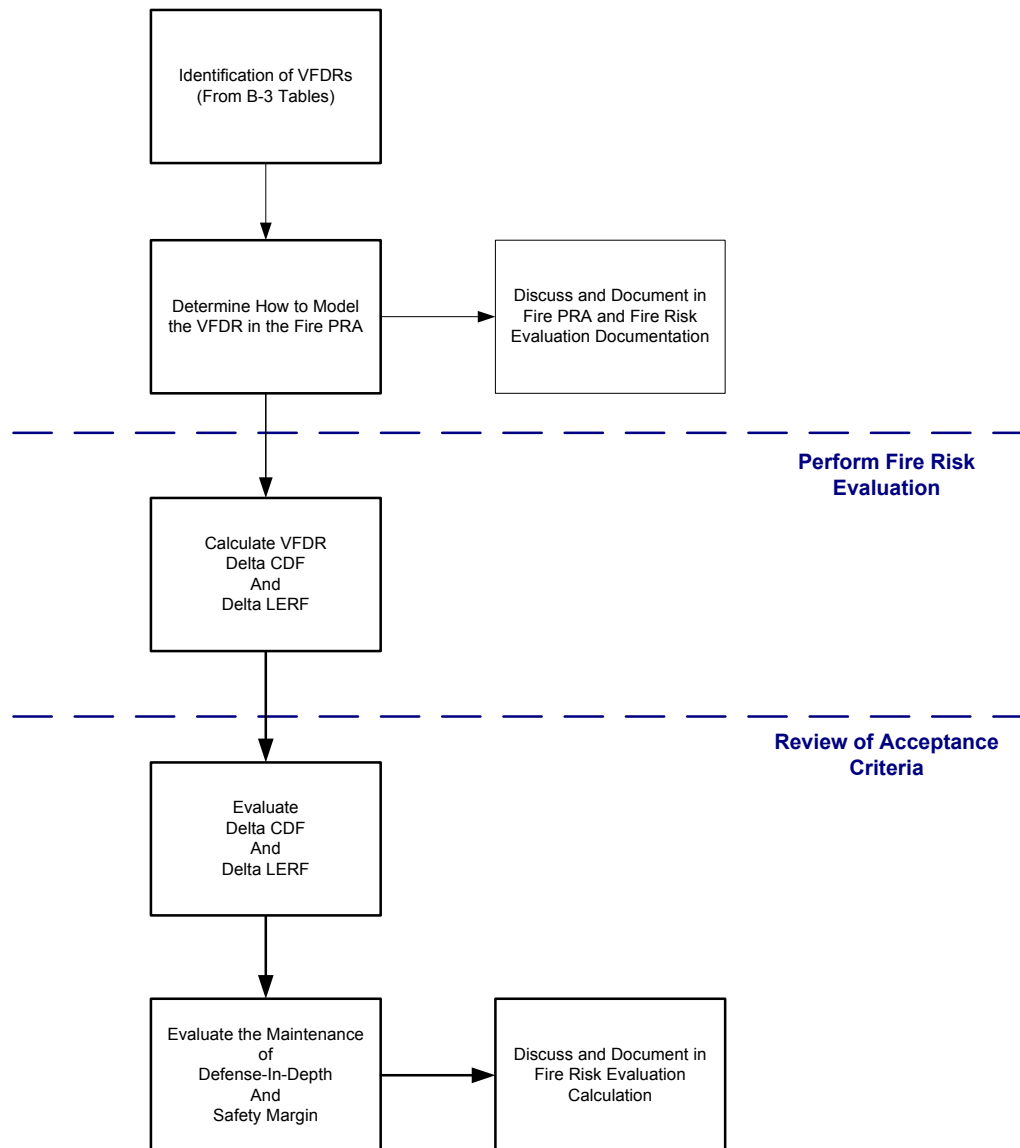 Identification of VFDRs
(From B-3 Tables)
Determine How to Model
the VFDR in the Fire PRA
Discuss and Document in
Fire PRA and Fire Risk
Evaluation Documentation
Perform Fire Risk
Evaluation
Calculate VFDR
Delta CDF
And
Delta LERF
Review of Acceptance
Criteria
Evaluate
Delta CDF
And
Delta LERF
Evaluate the Maintenance
of
Defense-In-Depth
And
Safety Margin
Discuss and Document in
Fire Risk Evaluation
Calculation